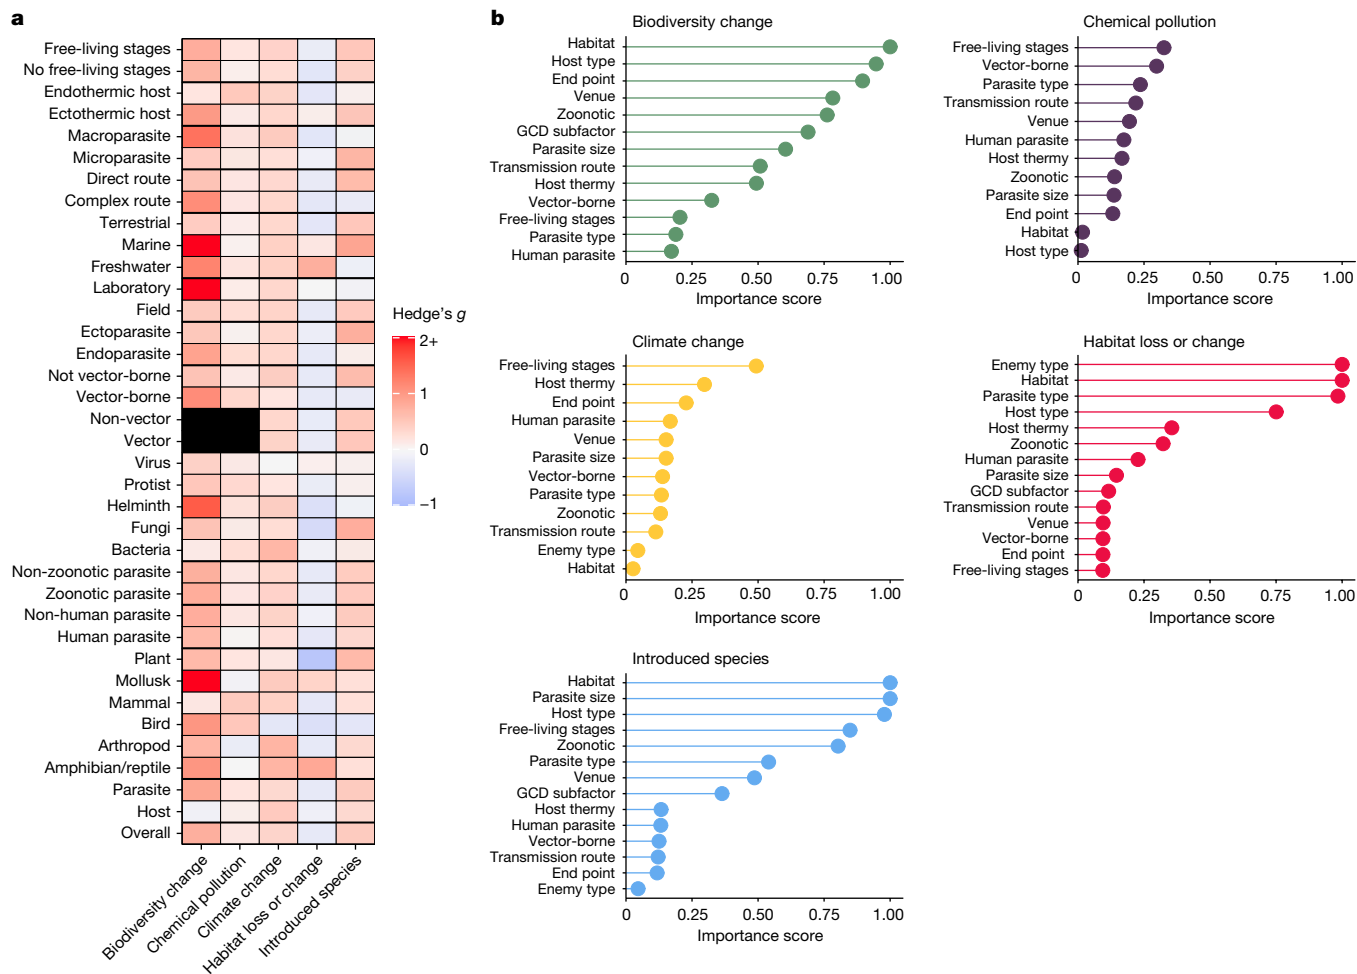 a
Free-living stages
No free-living stages
Endothermic host
Ectothermic host
Macroparasite
Microparasite
Direct route
Complex route
Terrestrial
Marine
Freshwater
Laboratory
Field
Ectoparasite
Endoparasite
Not vector-borne
Vector-borne
Non-vector
Vector
Virus
Protist
Helminth
Fungi
Bacteria
Non-zoonotic parasite
Zoonotic parasite
Non-human parasite
Human parasite
Plant
Mollusk
Mammal
Bird
Arthropod
Amphibian/reptile
Parasite
Host
Overall
Biodiversity change
Chemical pollution
Climate change
Habitat loss or change
Introduced species
Hedge's g
2+
1
0
−1
b
Biodiversity change
Habitat
Host type
End point
Venue
Zoonotic
GCD subfactor
Parasite size
Transmission route
Host thermy
Vector-borne
Free-living stages
Parasite type
Human parasite
0 0.25 0.50 0.75 1.00
Importance score
Chemical pollution
Free-living stages
Vector-borne
Parasite type
Transmission route
Venue
Human parasite
Host thermy
Zoonotic
Parasite size
End point
Habitat
Host type
0 0.25 0.50 0.75 1.00
Importance score
Climate change
Free-living stages
Host thermy
End point
Human parasite
Venue
Parasite size
Vector-borne
Parasite type
Zoonotic
Transmission route
Enemy type
Habitat
0 0.25 0.50 0.75 1.00
Importance score
Habitat loss or change
Enemy type
Habitat
Parasite type
Host type
Host thermy
Zoonotic
Human parasite
Parasite size
GCD subfactor
Transmission route
Venue
Vector-borne
End point
Free-living stages
0 0.25 0.50 0.75 1.00
Importance score
Introduced species
Habitat
Parasite size
Host type
Free-living stages
Zoonotic
Parasite type
Venue
GCD subfactor
Host thermy
Human parasite
Vector-borne
Transmission route
End point
Enemy type
0 0.25 0.50 0.75 1.00
Importance score